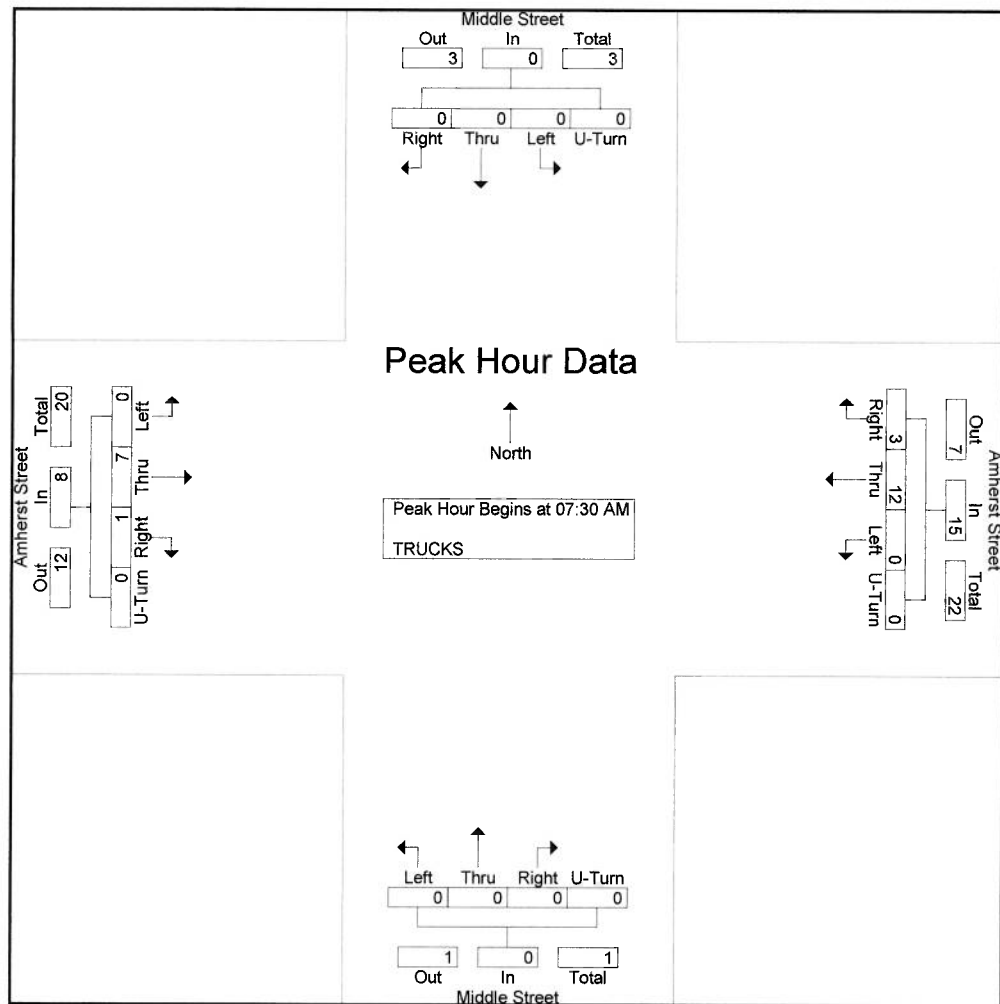 Middle Street
Out In Total
3 0 3
0 0 0 0
Right Thru Left U-Turn
Peak Hour Data
North
Peak Hour Begins at 07:30 AM
TRUCKS
Amherst Street
Total In Out
20 8 12
0 7 1 0
Left Thru Right U-Turn
Amherst Street
Out In Total
7 15 22
3 12 0 0
Right Thru Left U-Turn
Left Thru Right U-Turn
0 0 0 0
1 0 1
Out In Total
Middle Street